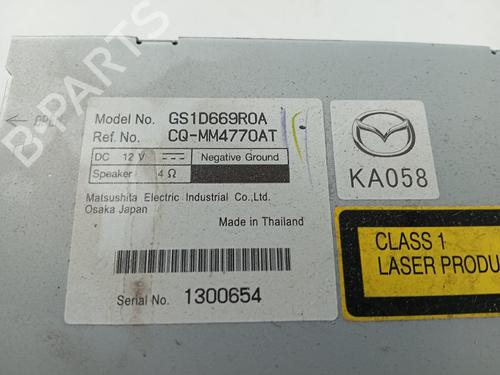 B-PARTS
Model No. GS1D669R0A
Ref. No. CQ-MM4770AT
DC 12 V Negative Ground
Speaker 4 Ω
Matsushita Electric Industrial Co.,Ltd.
Osaka Japan
Made in Thailand
Serial No. 1300654
KA058
CLASS 1
LASER PRODU